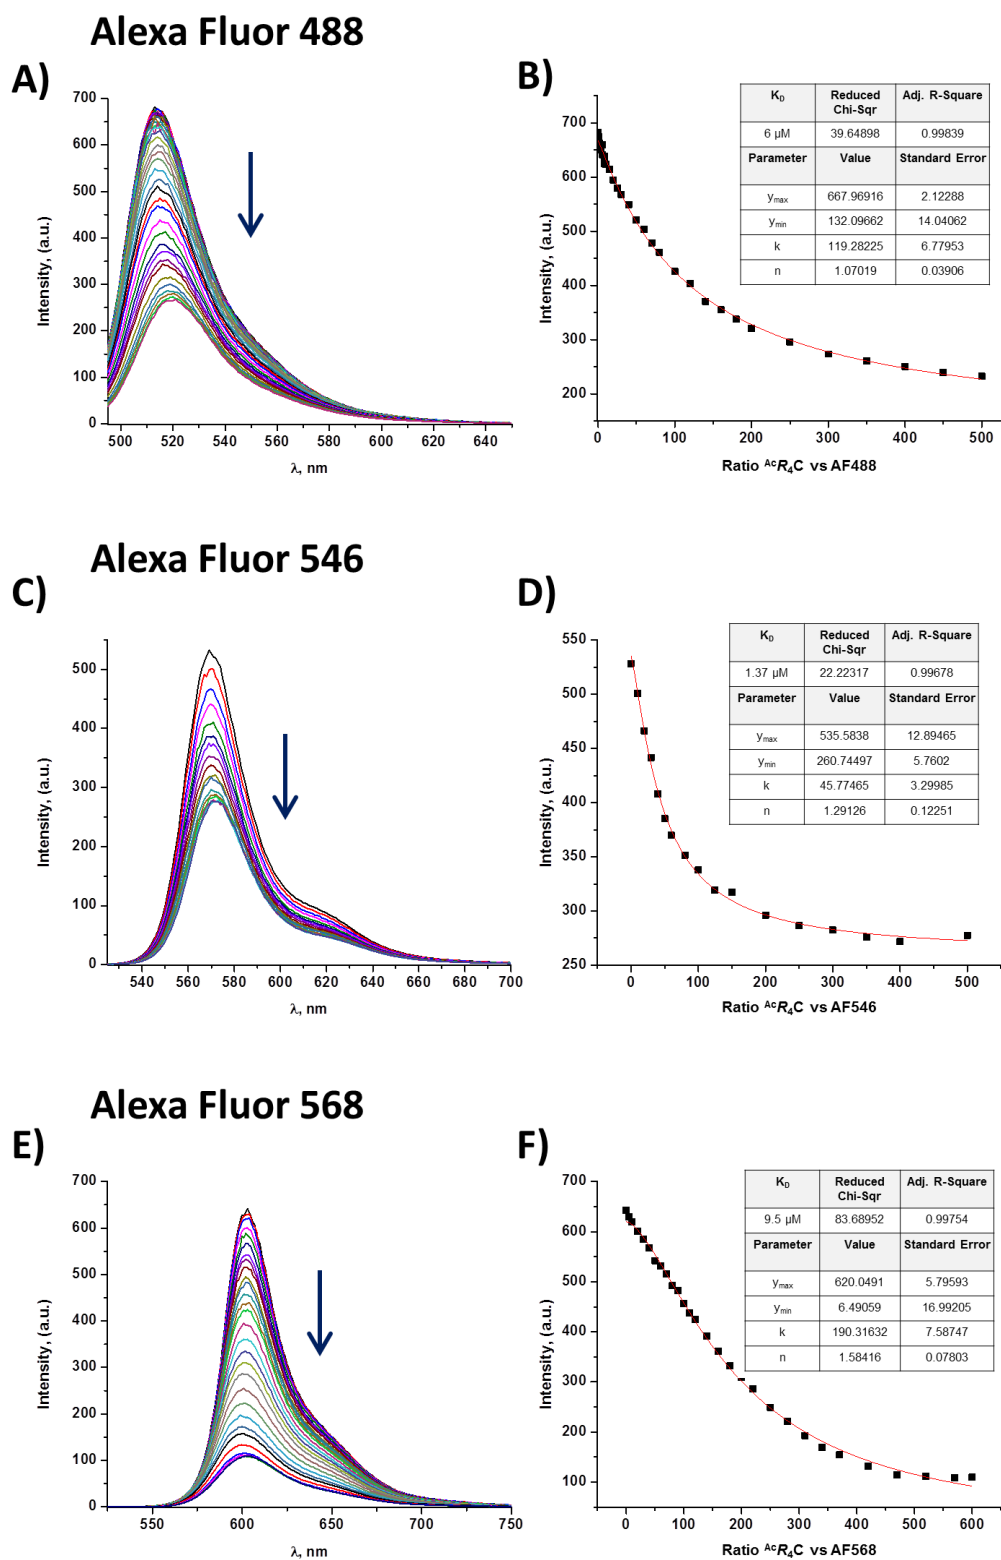 Alexa Fluor 488
A)
700
600
500
400
300
200
100
0
500 520 540 560 580 600 620 640
Intensity, (a.u.)
λ, nm
B)
700
600
500
400
300
200
0 100 200 300 400 500
Intensity, (a.u.)
Ratio AcR4C vs AF488
KD Reduced Chi-Sqr Adj. R-Square
6 µM 39.64898 0.99839
Parameter Value Standard Error
ymax 667.96916 2.12288
ymin 132.09662 14.04062
k 119.28225 6.77953
n 1.07019 0.03906
Alexa Fluor 546
C)
500
400
300
200
100
0
540 560 580 600 620 640 660 680 700
Intensity, (a.u.)
λ, nm
D)
550
500
450
400
350
300
250
0 100 200 300 400 500
Intensity, (a.u.)
Ratio AcR4C vs AF546
KD Reduced Chi-Sqr Adj. R-Square
1.37 µM 22.22317 0.99678
Parameter Value Standard Error
ymax 535.5838 12.89465
ymin 260.74497 5.7602
k 45.77465 3.29985
n 1.29126 0.12251
Alexa Fluor 568
E)
700
600
500
400
300
200
100
0
550 600 650 700 750
Intensity, (a.u.)
λ, nm
F)
700
600
500
400
300
200
100
0 100 200 300 400 500 600
Intensity, (a.u.)
Ratio AcR4C vs AF568
KD Reduced Chi-Sqr Adj. R-Square
9.5 µM 83.68952 0.99754
Parameter Value Standard Error
ymax 620.0491 5.79593
ymin 6.49059 16.99205
k 190.31632 7.58747
n 1.58416 0.07803